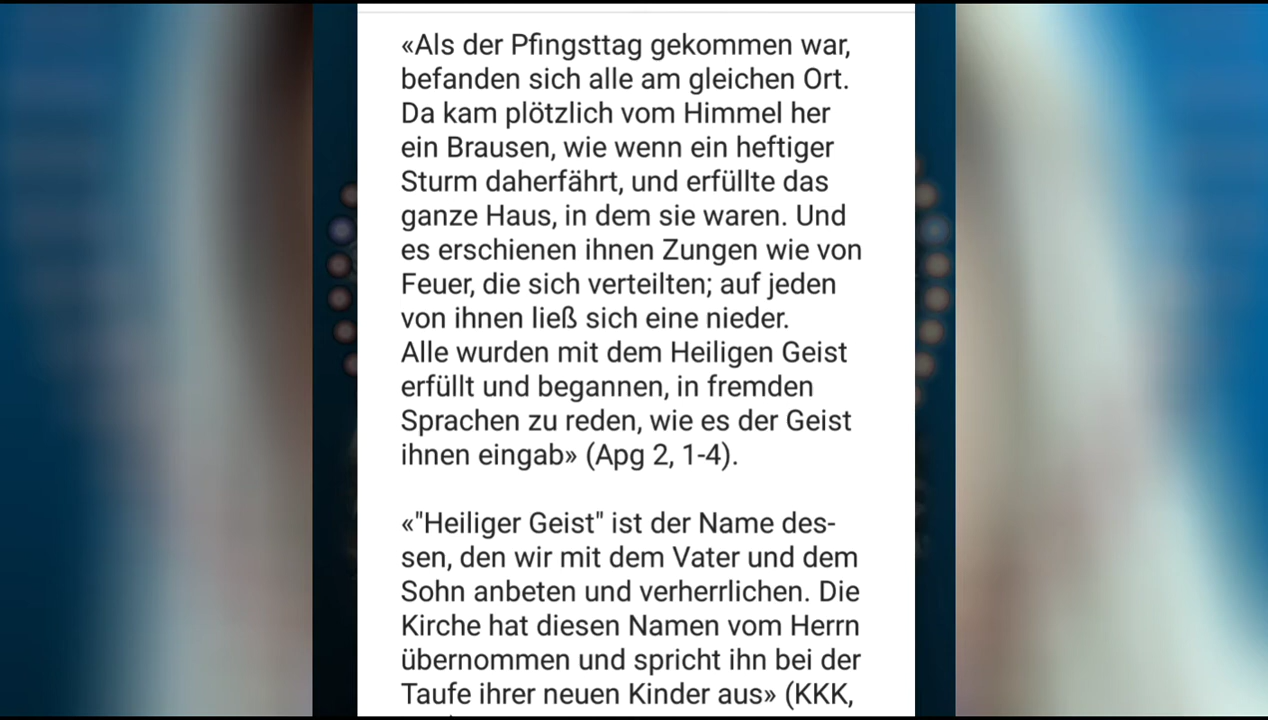 «Als der Pfingsttag gekommen war,
befanden sich alle am gleichen Ort.
Da kam plötzlich vom Himmel her
ein Brausen, wie wenn ein heftiger
Sturm daherfährt, und erfüllte das
ganze Haus, in dem sie waren. Und
es erschienen ihnen Zungen wie von
Feuer, die sich verteilten; auf jeden
von ihnen ließ sich eine nieder.
Alle wurden mit dem Heiligen Geist
erfüllt und begannen, in fremden
Sprachen zu reden, wie es der Geist
ihnen eingab» (Apg 2, 1-4).
«"Heiliger Geist" ist der Name des-
sen, den wir mit dem Vater und dem
Sohn anbeten und verherrlichen. Die
Kirche hat diesen Namen vom Herrn
übernommen und spricht ihn bei der
Taufe ihrer neuen Kinder aus» (KKK,